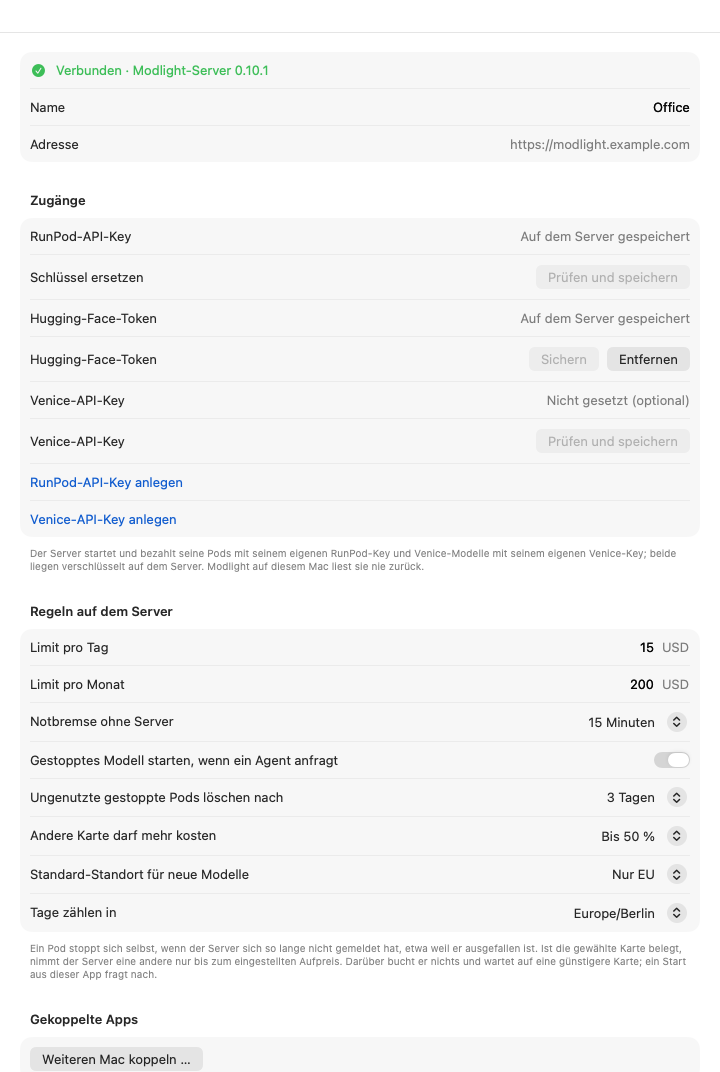 Verbunden · Modlight-Server 0.10.1
Name Office
Adresse https://modlight.example.com
Zugänge
RunPod-API-Key Auf dem Server gespeichert
Schlüssel ersetzen Prüfen und speichern
Hugging-Face-Token Auf dem Server gespeichert
Hugging-Face-Token Sichern Entfernen
Venice-API-Key Nicht gesetzt (optional)
Venice-API-Key Prüfen und speichern
RunPod-API-Key anlegen
Venice-API-Key anlegen
Der Server startet und bezahlt seine Pods mit seinem eigenen RunPod-Key und Venice-Modelle mit seinem eigenen Venice-Key; beide
liegen verschlüsselt auf dem Server. Modlight auf diesem Mac liest sie nie zurück.
Regeln auf dem Server
Limit pro Tag 15 USD
Limit pro Monat 200 USD
Notbremse ohne Server 15 Minuten
Gestopptes Modell starten, wenn ein Agent anfragt
Ungenutzte gestoppte Pods löschen nach 3 Tagen
Andere Karte darf mehr kosten Bis 50 %
Standard-Standort für neue Modelle Nur EU
Tage zählen in Europe/Berlin
Ein Pod stoppt sich selbst, wenn der Server sich so lange nicht gemeldet hat, etwa weil er ausgefallen ist. Ist die gewählte Karte belegt,
nimmt der Server eine andere nur bis zum eingestellten Aufpreis. Darüber bucht er nichts und wartet auf eine günstigere Karte; ein Start
aus dieser App fragt nach.
Gekoppelte Apps
Weiteren Mac koppeln ...